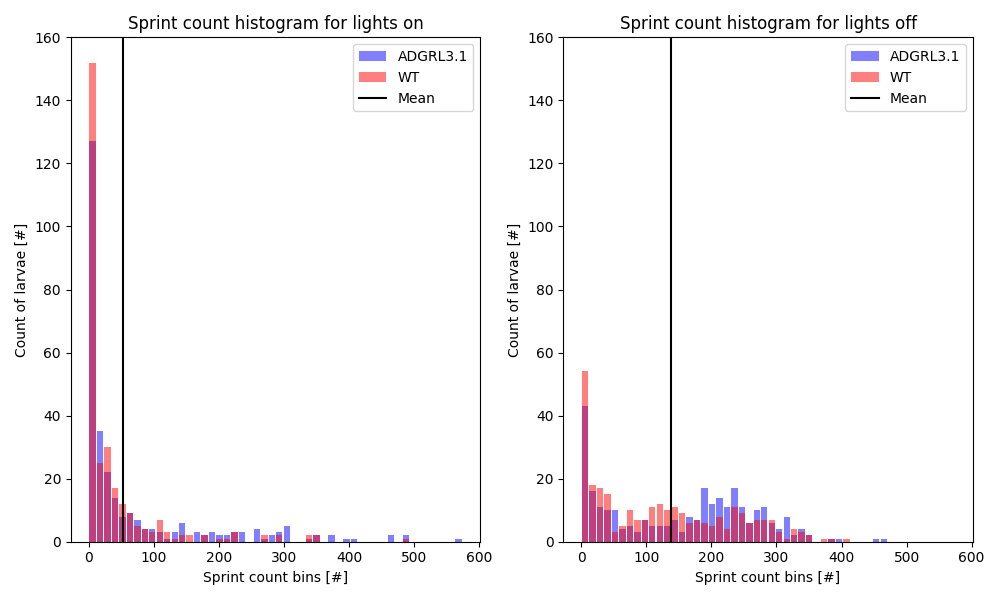 Sprint count histogram for lights on
160
140
120
100
80
60
40
20
0
Count of larvae [#]
0
100
200
300
400
500
600
Sprint count bins [#]
ADGRL3.1
WT
Mean
Sprint count histogram for lights off
160
140
120
100
80
60
40
20
0
Count of larvae [#]
0
100
200
300
400
500
600
Sprint count bins [#]
ADGRL3.1
WT
Mean